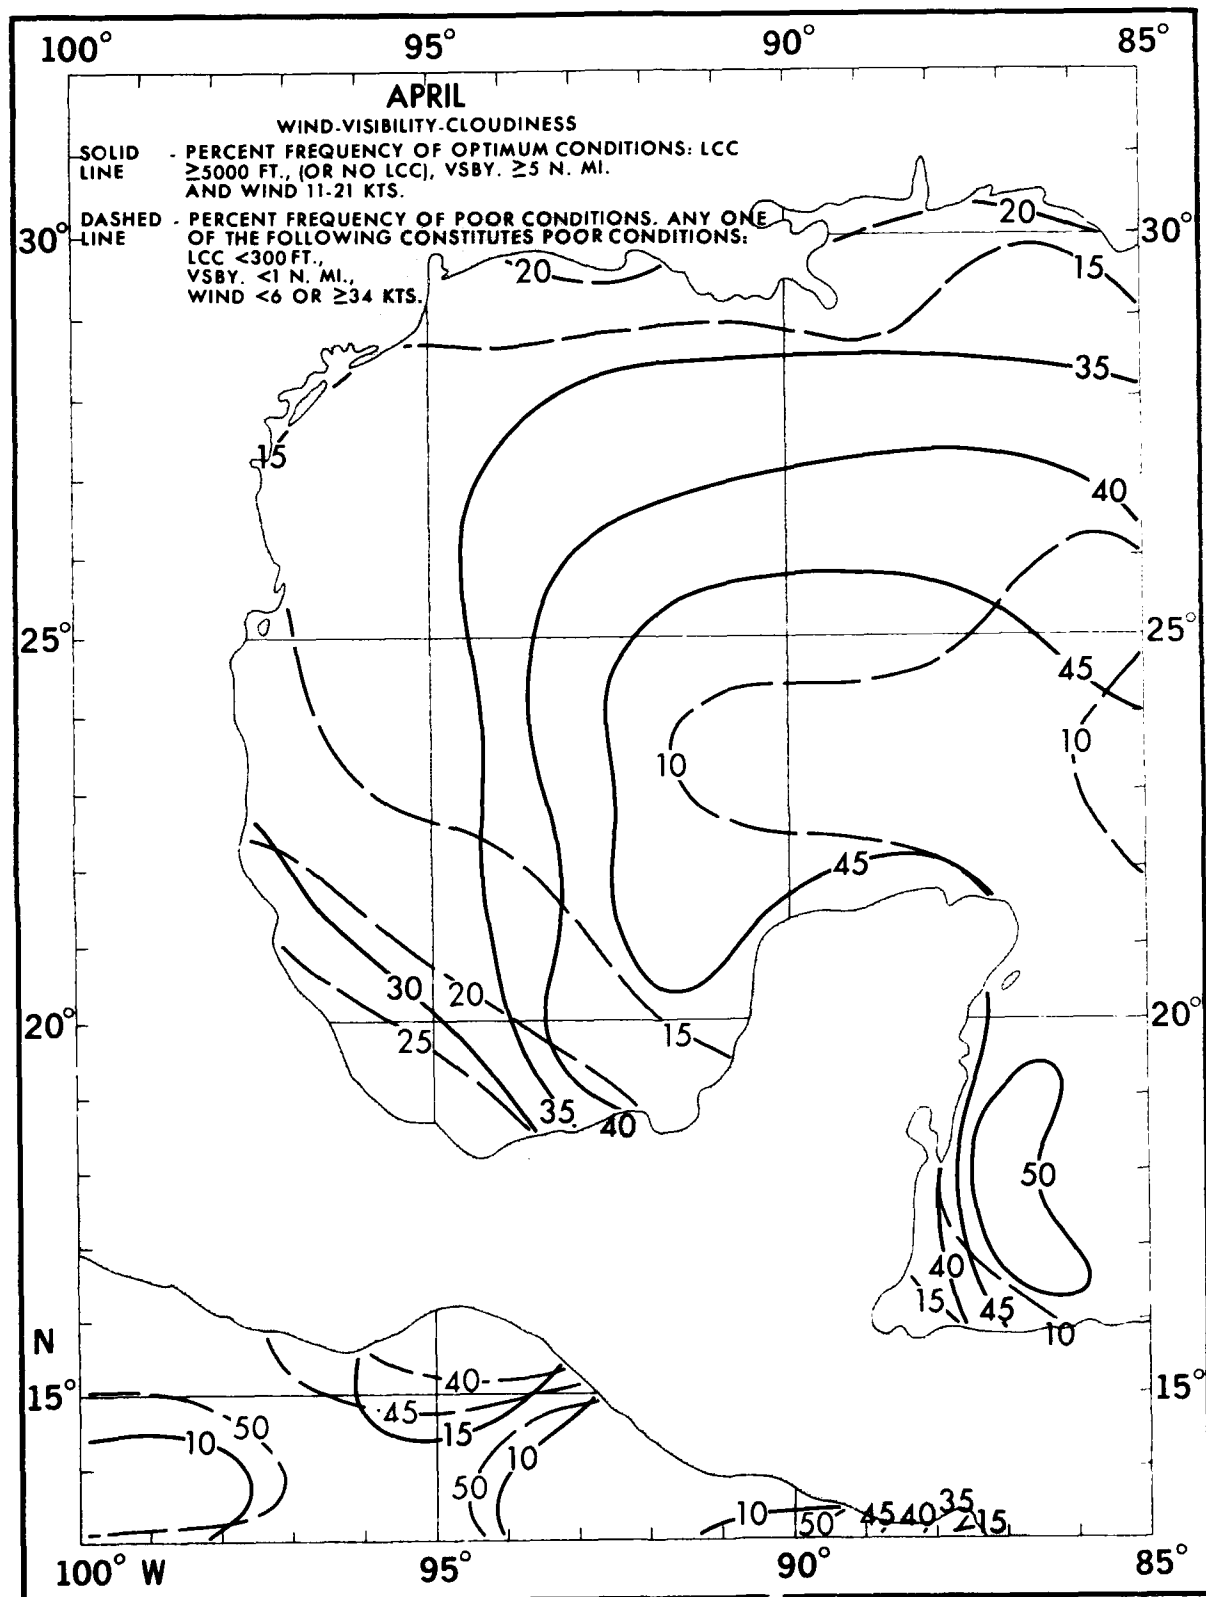 100° 95° 90° 85°
APRIL
WIND-VISIBILITY-CLOUDINESS
SOLID LINE - PERCENT FREQUENCY OF OPTIMUM CONDITIONS: LCC
≥5000 FT., (OR NO LCC), VSBY. ≥5 N. MI.
AND WIND 11-21 KTS.
DASHED LINE - PERCENT FREQUENCY OF POOR CONDITIONS. ANY ONE
OF THE FOLLOWING CONSTITUTES POOR CONDITIONS:
LCC <300 FT.,
VSBY. <1 N. MI.,
WIND <6 OR ≥34 KTS.
20
30° 30°
20 15
35
15
40
25° 25°
45
10 10
45
30 20
20° 25 15 20°
35 40
50
40
15 45 10
N
15° 40 15°
45 15
50 10
10 50
10 50 45 40 35 15
100° W 95° 90° 85°